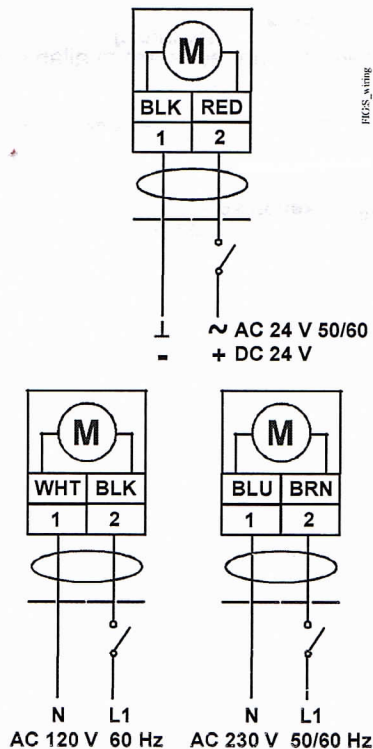 M
BLK RED
1 2
FIG2S_wiring
⊥ ~ AC 24 V 50/60
- + DC 24 V
M
WHT BLK
1 2
N L1
AC 120 V 60 Hz
M
BLU BRN
1 2
N L1
AC 230 V 50/60 Hz